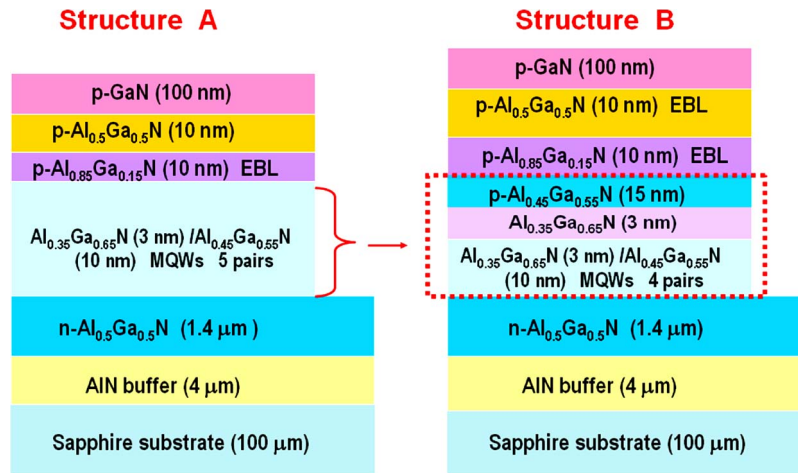 Structure A
p-GaN (100 nm)
p-Al₀.₅Ga₀.₅N (10 nm)
p-Al₀.₈₅Ga₀.₁₅N (10 nm) EBL
Al₀.₃₅Ga₀.₆₅N (3 nm) /Al₀.₄₅Ga₀.₅₅N
(10 nm) MQWs 5 pairs
n-Al₀.₅Ga₀.₅N (1.4 μm )
AlN buffer (4 μm)
Sapphire substrate (100 μm)
Structure B
p-GaN (100 nm)
p-Al₀.₅Ga₀.₅N (10 nm) EBL
p-Al₀.₈₅Ga₀.₁₅N (10 nm) EBL
p-Al₀.₄₅Ga₀.₅₅N (15 nm)
Al₀.₃₅Ga₀.₆₅N (3 nm)
Al₀.₃₅Ga₀.₆₅N (3 nm) /Al₀.₄₅Ga₀.₅₅N
(10 nm) MQWs 4 pairs
n-Al₀.₅Ga₀.₅N (1.4 μm)
AlN buffer (4 μm)
Sapphire substrate (100 μm)